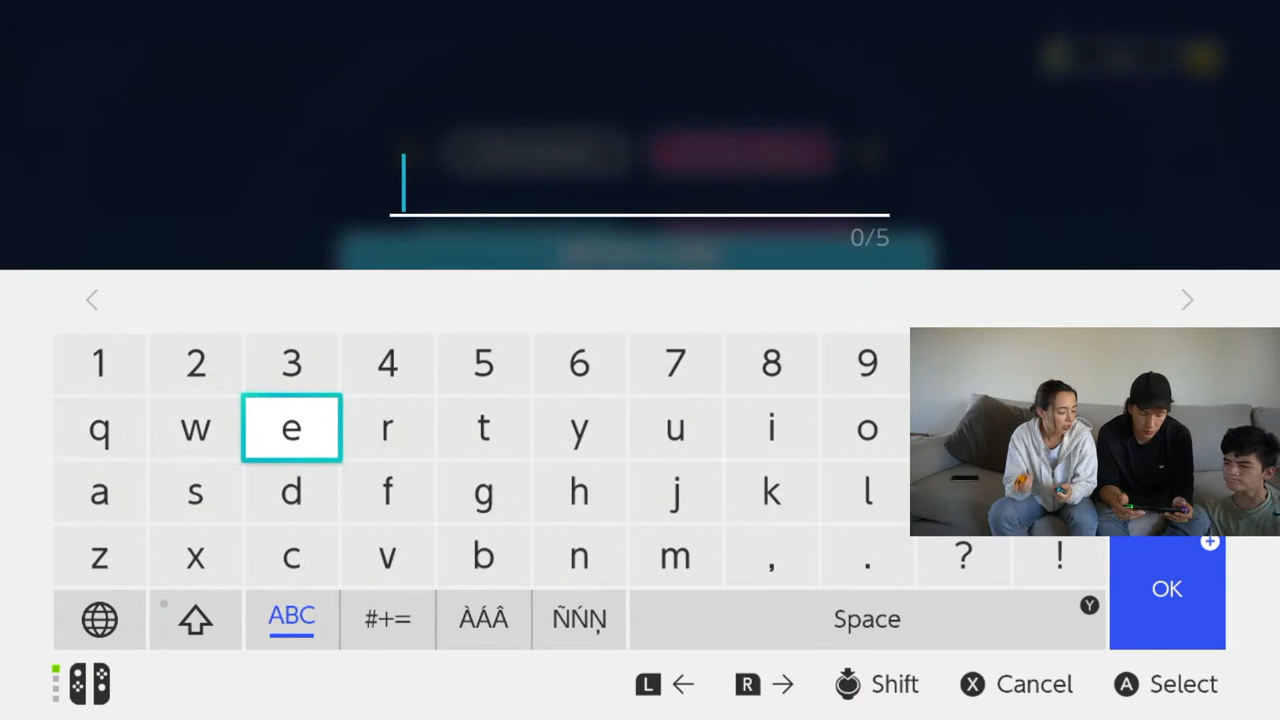 0/5
1 2 3 4 5 6 7 8 9
q w e r t y u i o
a s d f g h j k l
z x c v b n m , . ? !
ABC #+= ÀÁÂ ÑŃŅ Space Y + OK
L ← R → Shift X Cancel A Select